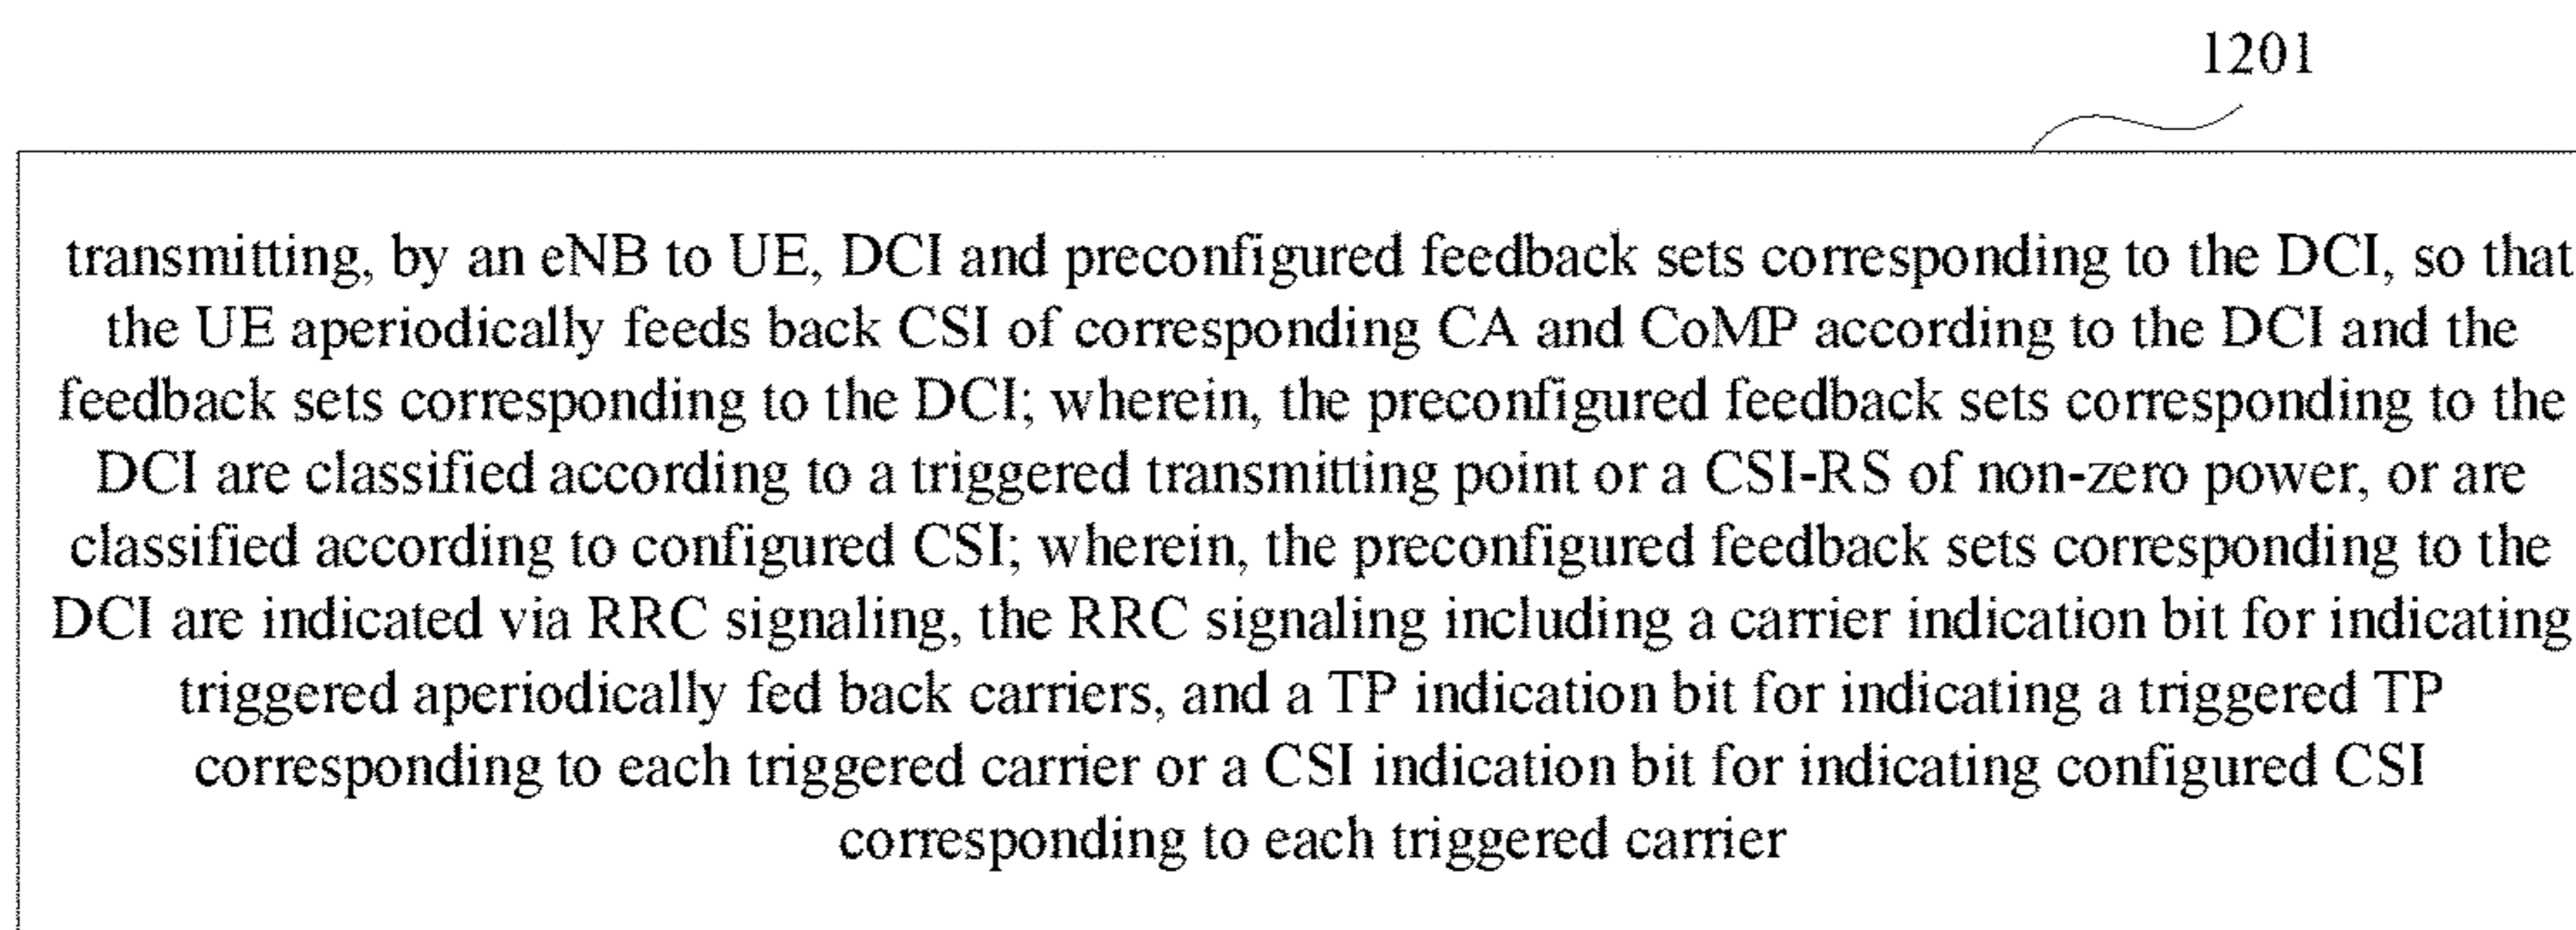 1201
transmitting, by an eNB to UE, DCI and preconfigured feedback sets corresponding to the DCI, so that
the UE aperiodically feeds back CSI of corresponding CA and CoMP according to the DCI and the
feedback sets corresponding to the DCI; wherein, the preconfigured feedback sets corresponding to the
DCI are classified according to a triggered transmitting point or a CSI-RS of non-zero power, or are
classified according to configured CSI; wherein, the preconfigured feedback sets corresponding to the
DCI are indicated via RRC signaling, the RRC signaling including a carrier indication bit for indicating
triggered aperiodically fed back carriers, and a TP indication bit for indicating a triggered TP
corresponding to each triggered carrier or a CSI indication bit for indicating configured CSI
corresponding to each triggered carrier